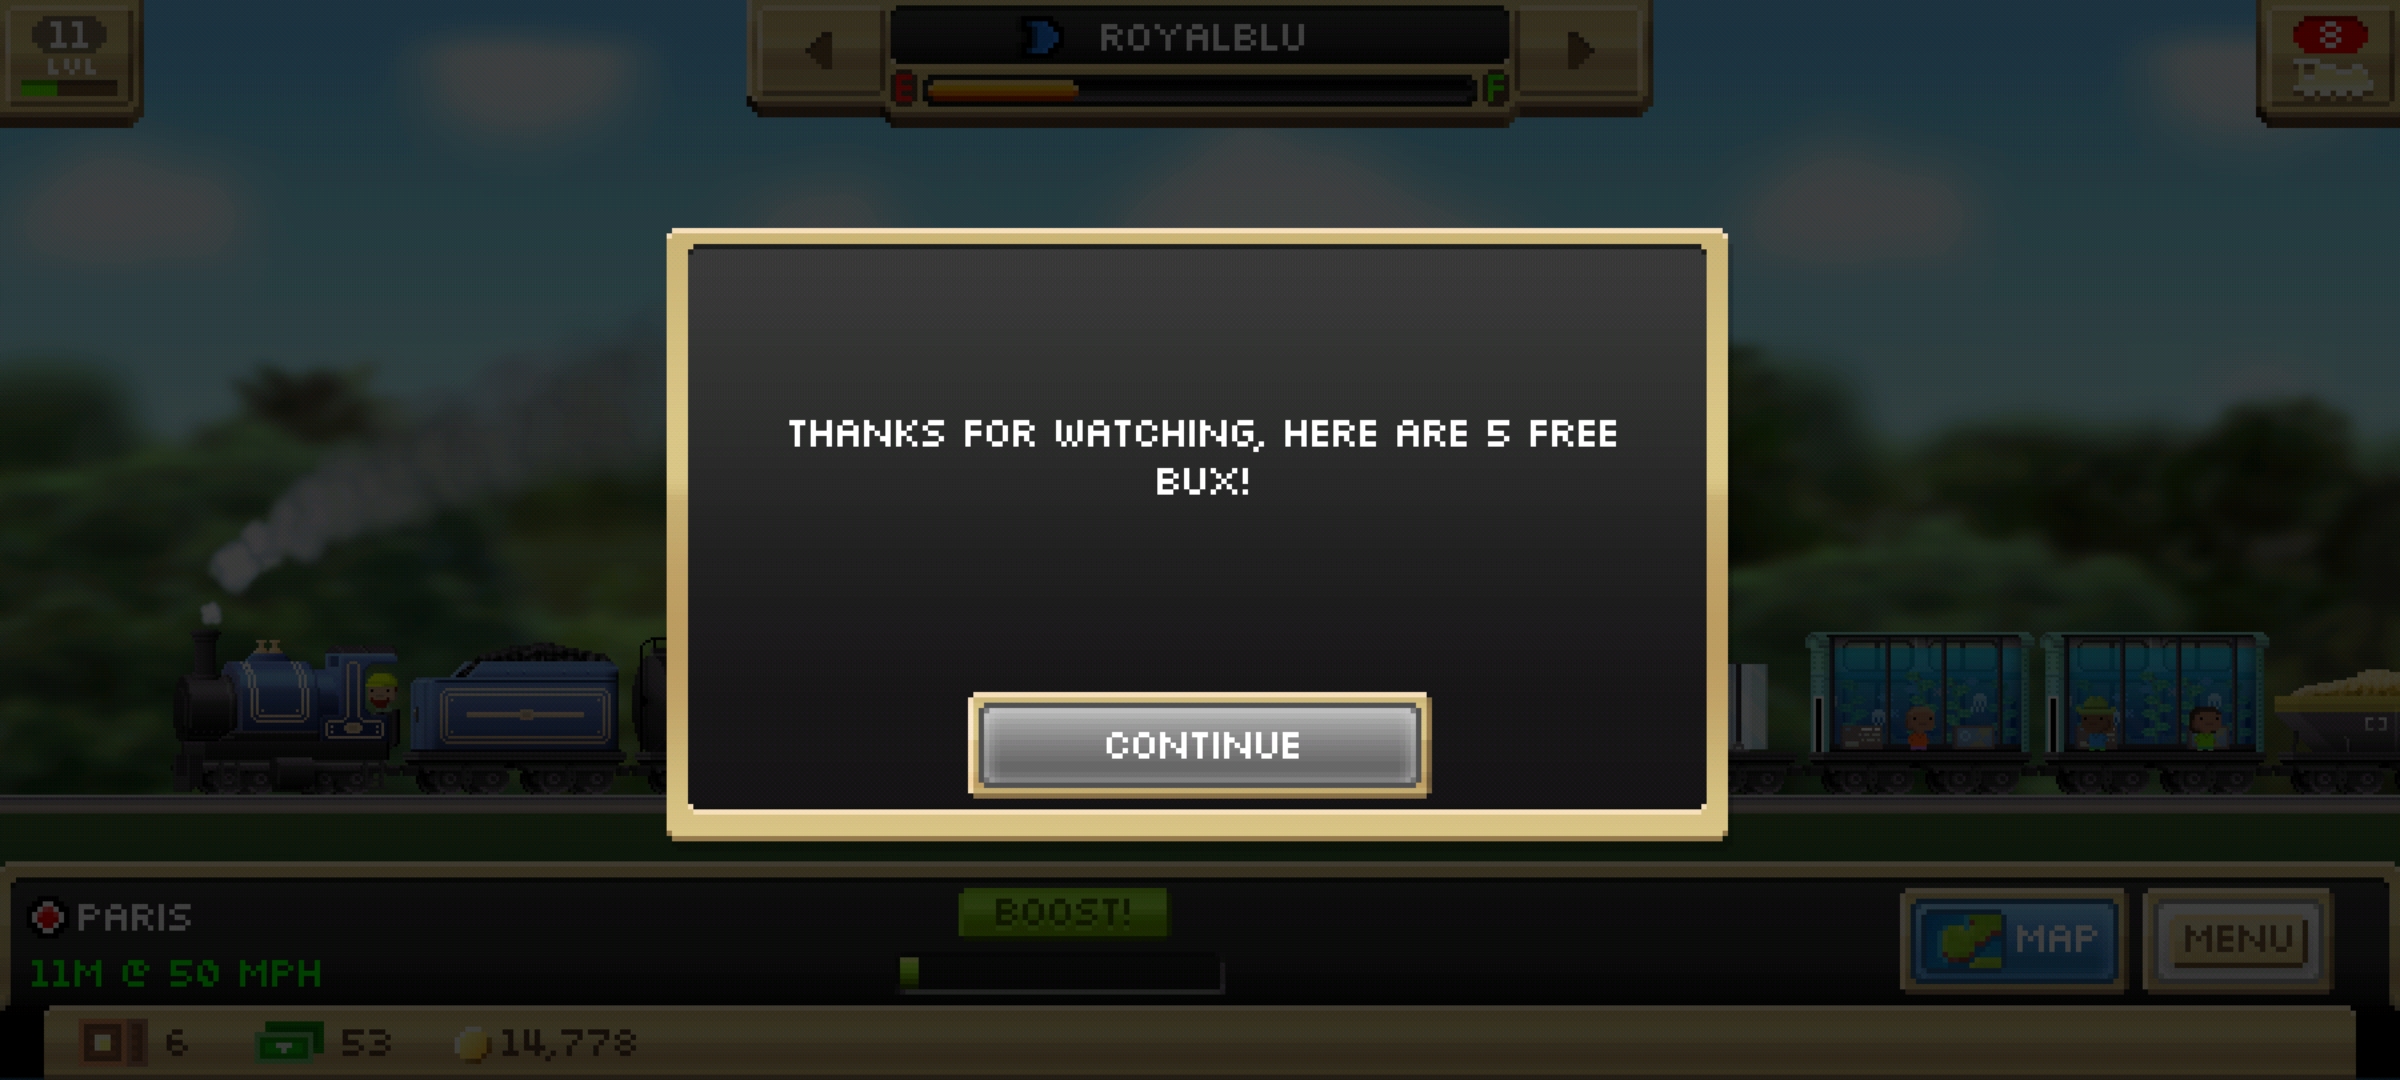 11
LVL
ROYALBLU
E
F
8
THANKS FOR WATCHING, HERE ARE 5 FREE
BUX!
CONTINUE
PARIS
11M @ 50 MPH
BOOST!
MAP
MENU
6
53
14,778